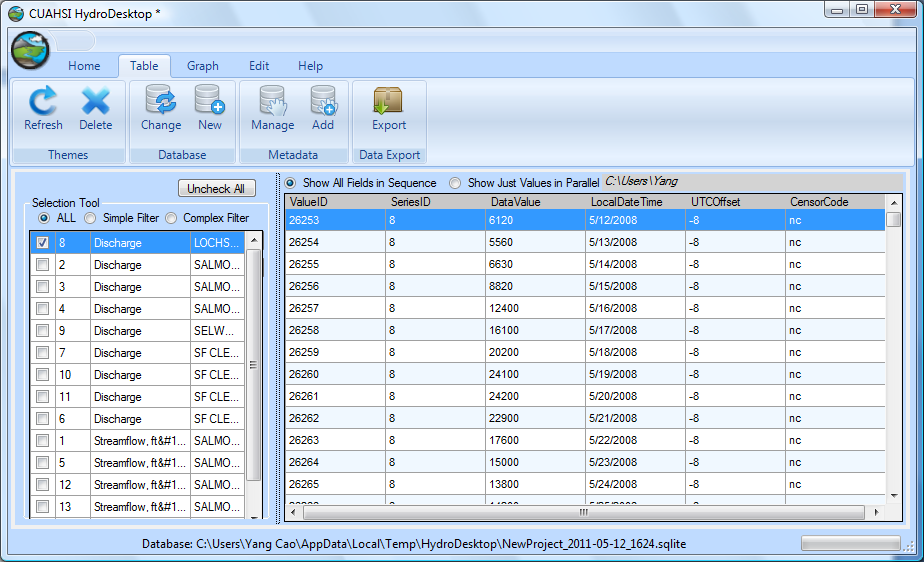 CUAHSI HydroDesktop *
Home Table Graph Edit Help
Refresh Delete Change New Manage Add Export
Themes Database Metadata Data Export
Uncheck All
Selection Tool
ALL Simple Filter Complex Filter
8 Discharge LOCHS...
2 Discharge SALMO...
3 Discharge SALMO...
4 Discharge SALMO...
9 Discharge SELW...
7 Discharge SF CLE...
10 Discharge SF CLE...
11 Discharge SF CLE...
6 Discharge SF CLE...
1 Streamflow, ft&#1... SALMO...
5 Streamflow, ft&#1... SALMO...
12 Streamflow, ft&#1... SALMO...
13 Streamflow, ft&#1... SALMO...
Show All Fields in Sequence Show Just Values in Parallel C:\Users\Yang
ValueID SeriesID DataValue LocalDateTime UTCOffset CensorCode
26253 8 6120 5/12/2008 -8 nc
26254 8 5560 5/13/2008 -8 nc
26255 8 6630 5/14/2008 -8 nc
26256 8 8820 5/15/2008 -8 nc
26257 8 12400 5/16/2008 -8 nc
26258 8 16100 5/17/2008 -8 nc
26259 8 20200 5/18/2008 -8 nc
26260 8 24100 5/19/2008 -8 nc
26261 8 24200 5/20/2008 -8 nc
26262 8 22900 5/21/2008 -8 nc
26263 8 17600 5/22/2008 -8 nc
26264 8 15000 5/23/2008 -8 nc
26265 8 13800 5/24/2008 -8 nc
Database: C:\Users\Yang Cao\AppData\Local\Temp\HydroDesktop\NewProject_2011-05-12_1624.sqlite